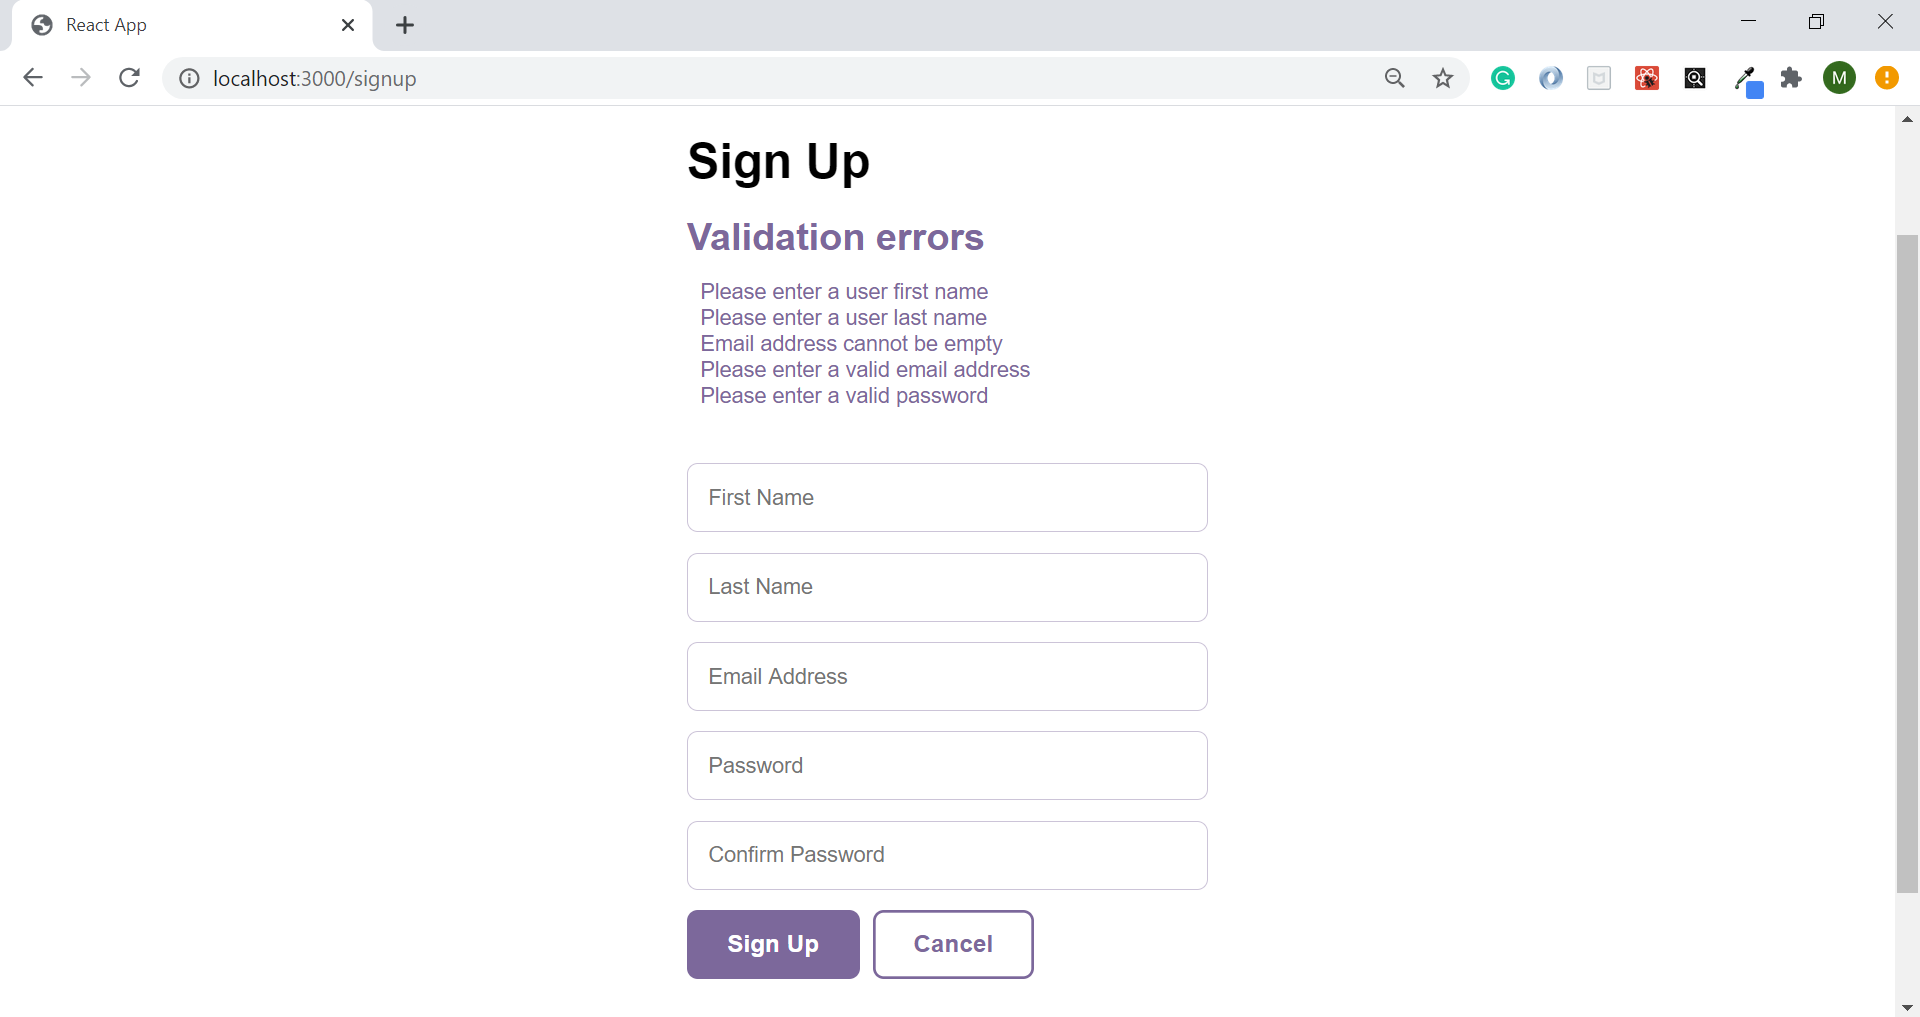 React App
localhost:3000/signup
M
Sign Up
Validation errors
Please enter a user first name
Please enter a user last name
Email address cannot be empty
Please enter a valid email address
Please enter a valid password
First Name
Last Name
Email Address
Password
Confirm Password
Sign Up Cancel